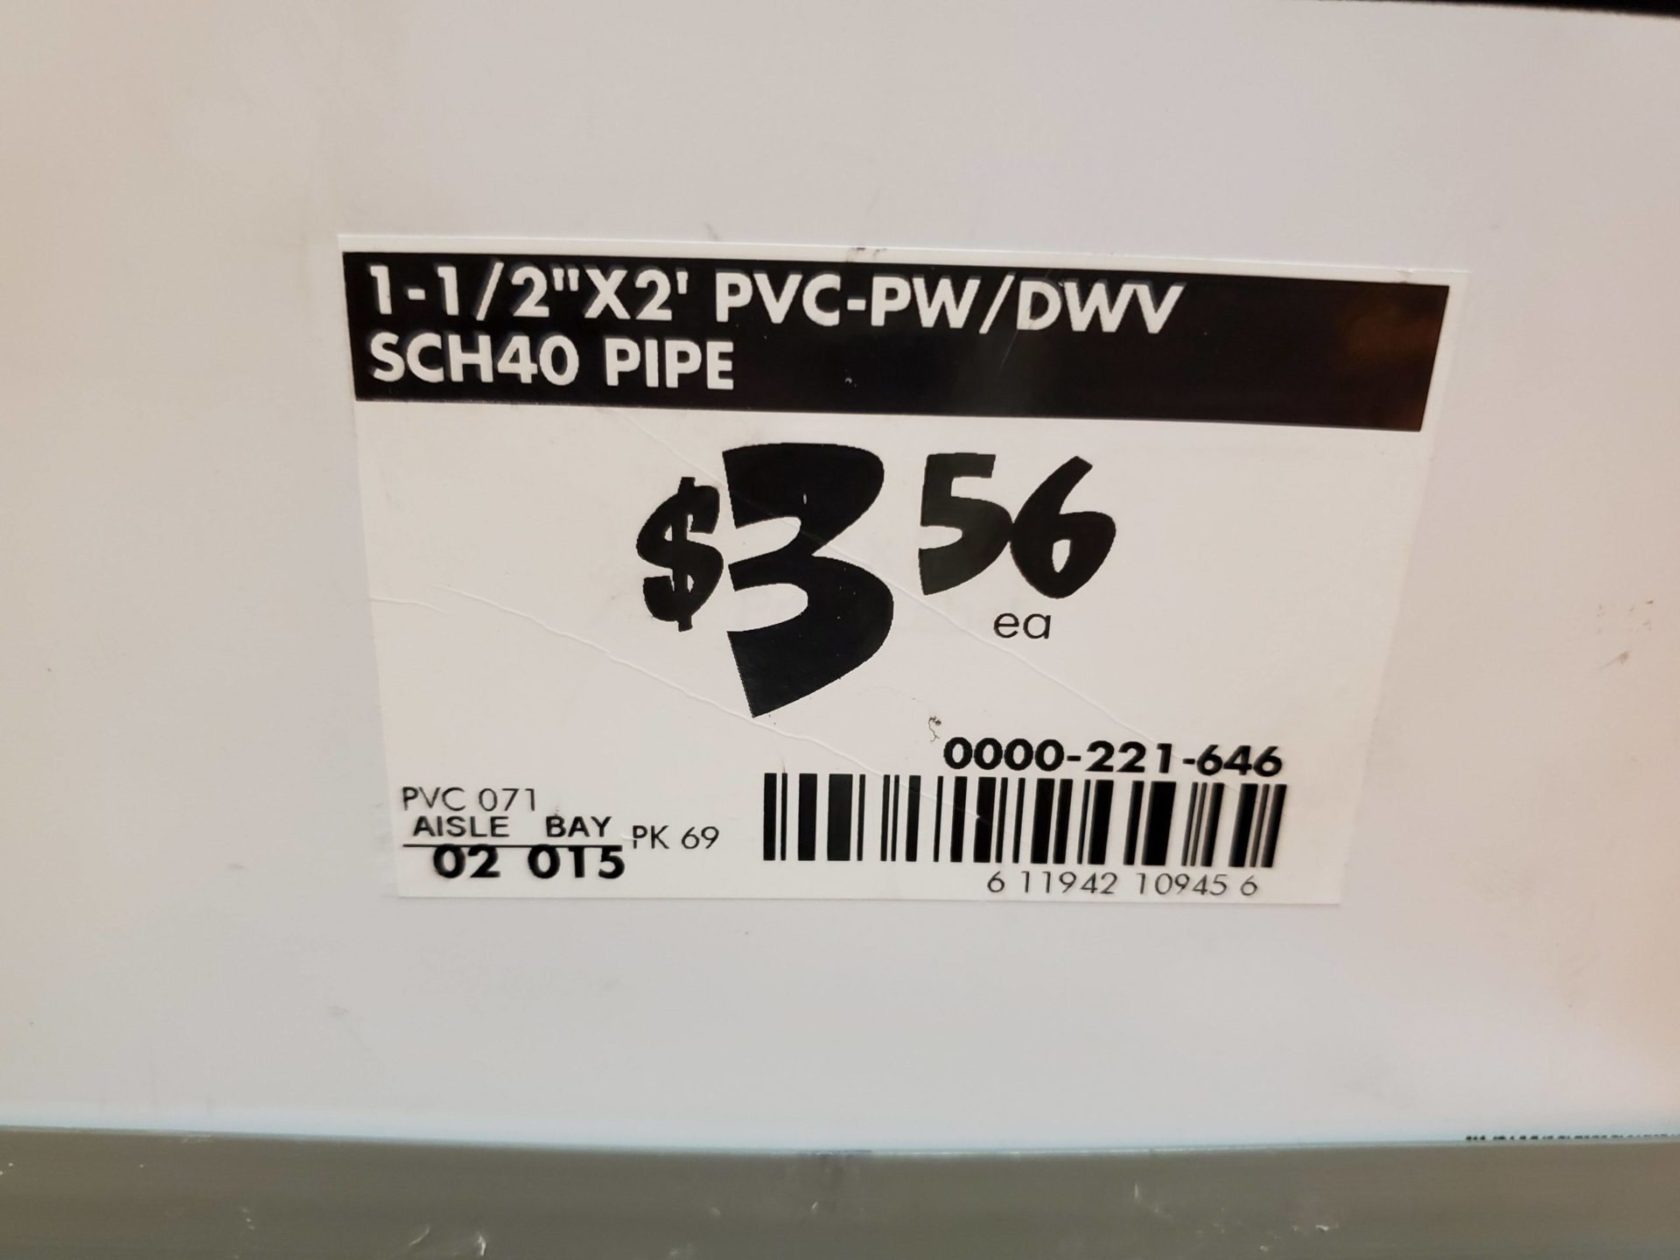 1-1/2"X2' PVC-PW/DWV
SCH40 PIPE
$3 56
ea
0000-221-646
PVC 071
AISLE BAY PK 69
02 015
6 11942 10945 6